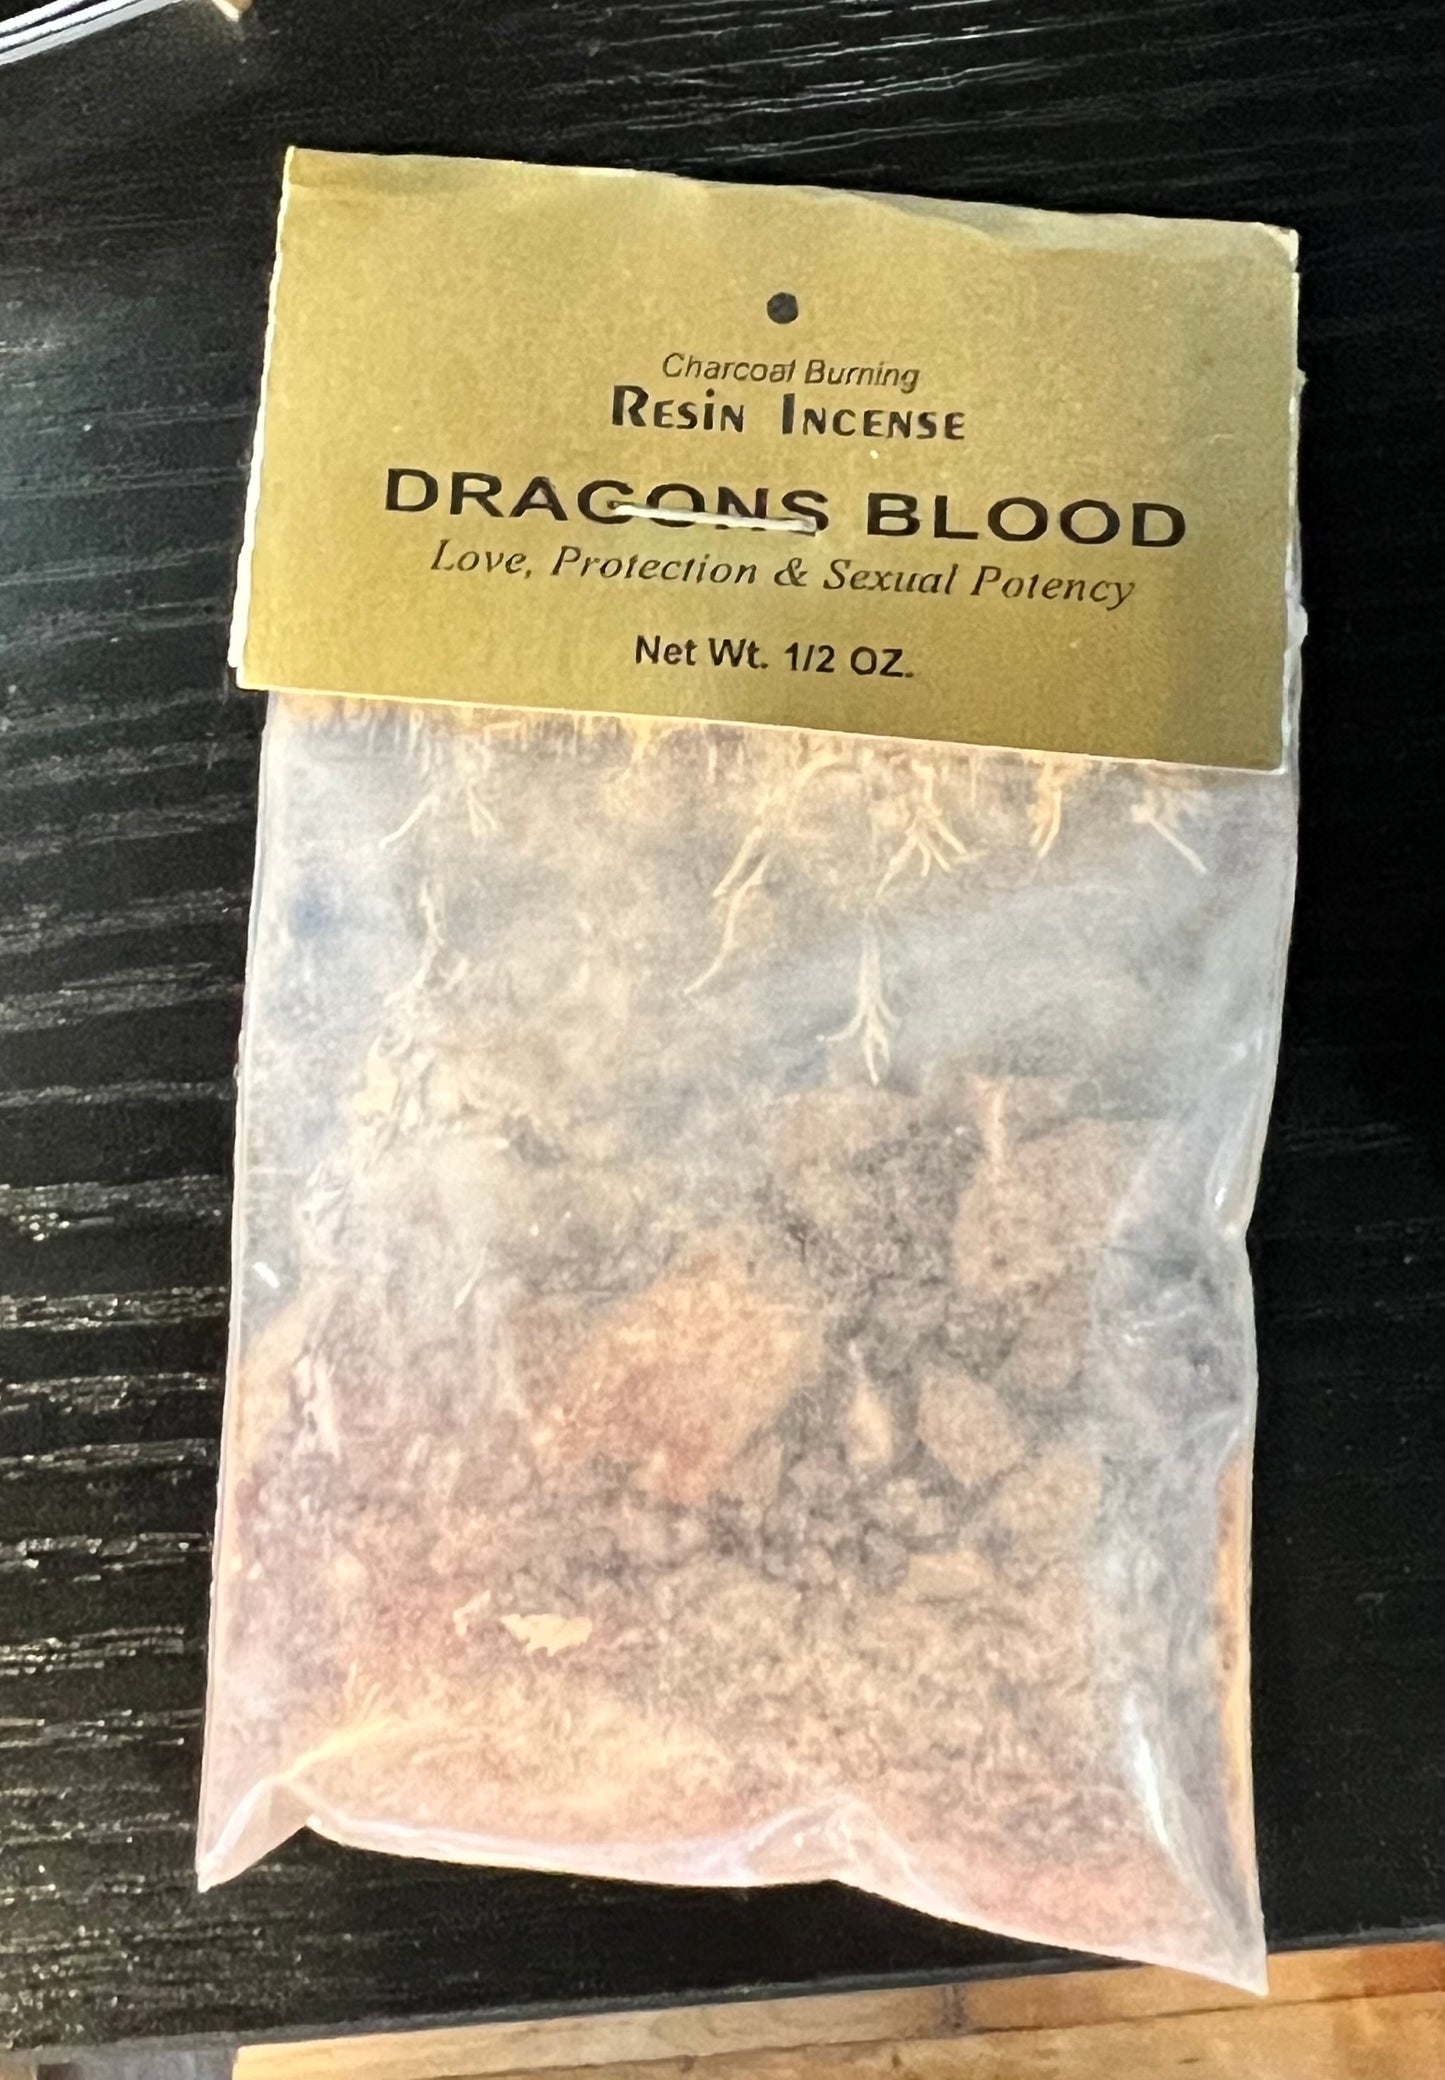 Charcoal Burning
RESiN INCENSE
DRAGONS BLOOD
Love, Protection & Sexual Potency
Net Wt. 1/2 OZ.